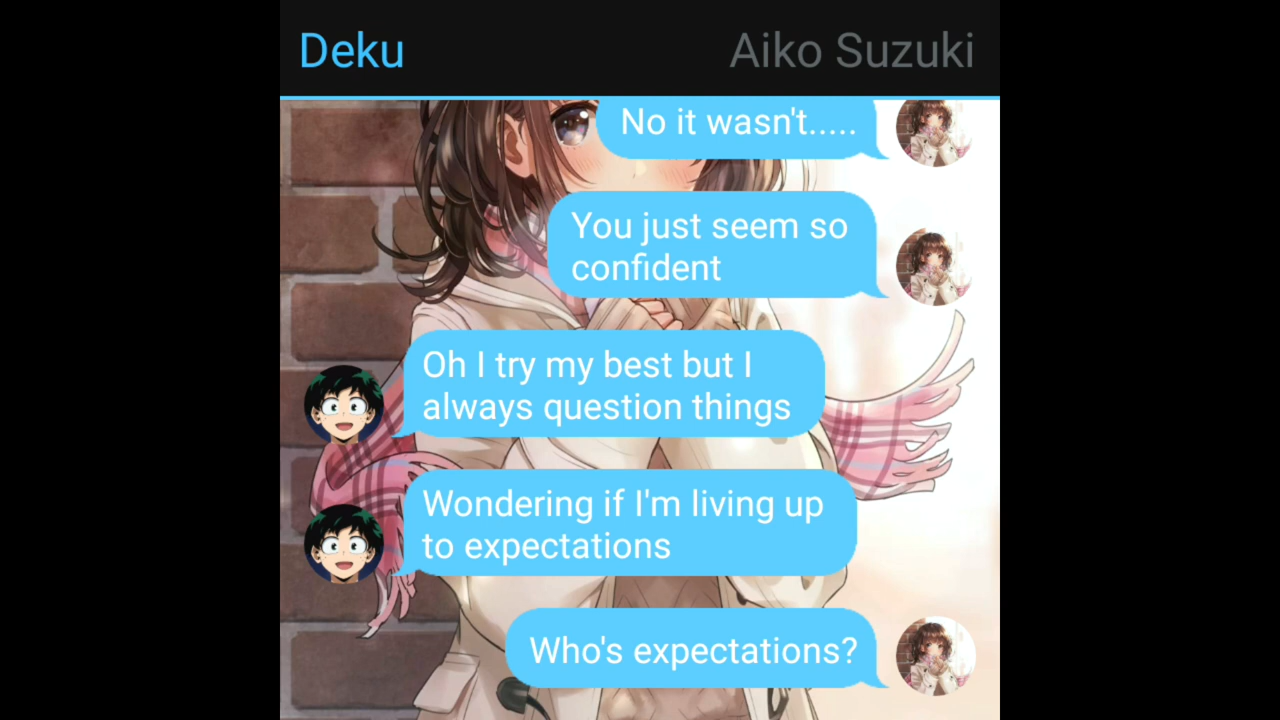 Deku
Aiko Suzuki
No it wasn't.....
You just seem so
confident
Oh I try my best but I
always question things
Wondering if I'm living up
to expectations
Who's expectations?